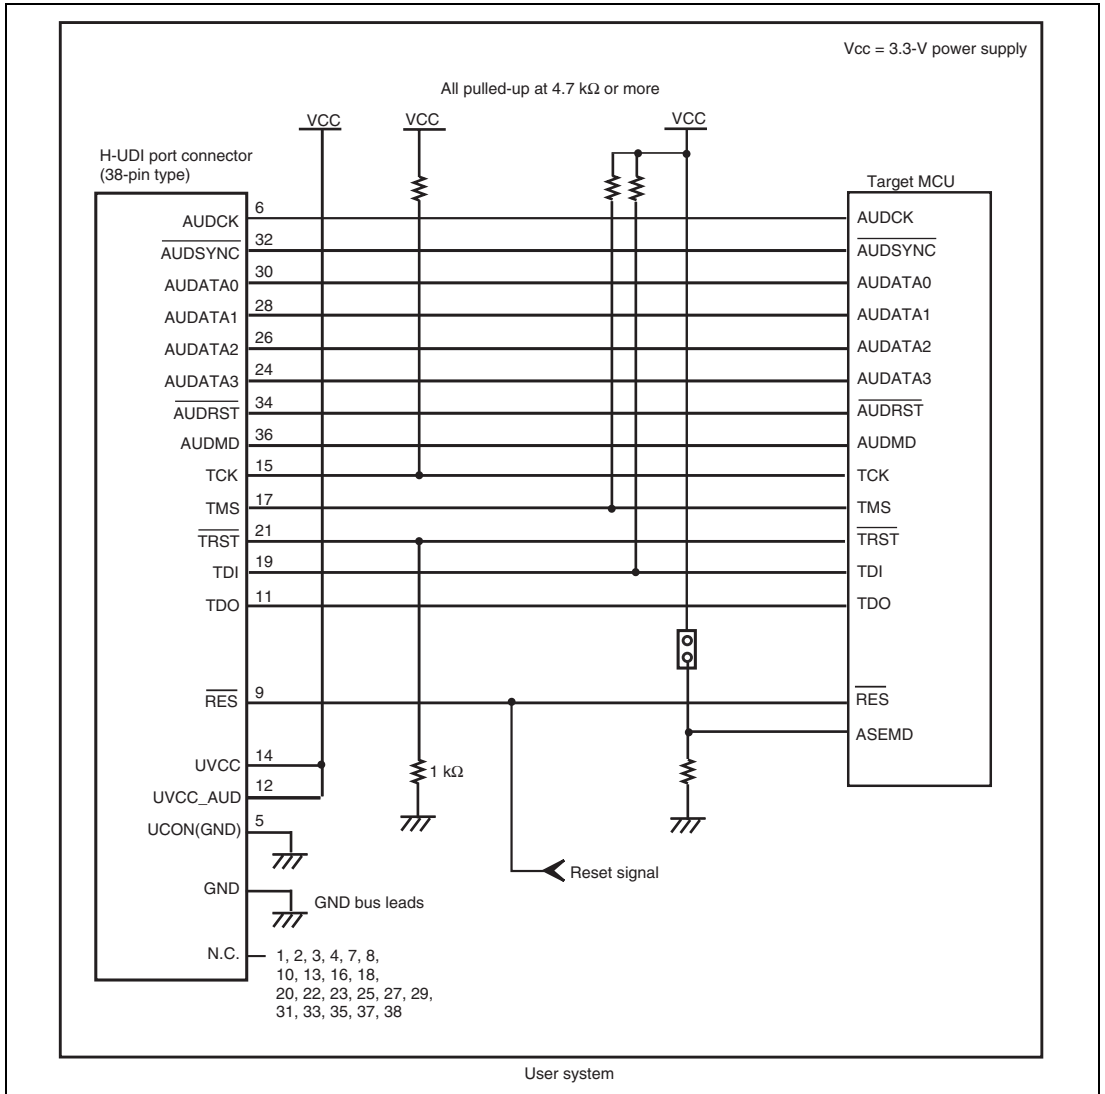 Vcc = 3.3-V power supply
All pulled-up at 4.7 kΩ or more
VCC
VCC
VCC
H-UDI port connector
(38-pin type)
Target MCU
AUDCK
6
AUDCK
AUDSYNC
32
AUDSYNC
AUDATA0
30
AUDATA0
AUDATA1
28
AUDATA1
AUDATA2
26
AUDATA2
AUDATA3
24
AUDATA3
AUDRST
34
AUDRST
AUDMD
36
AUDMD
TCK
15
TCK
TMS
17
TMS
TRST
21
TRST
TDI
19
TDI
TDO
11
TDO
RES
9
RES
ASEMD
UVCC
14
1 kΩ
UVCC_AUD
12
UCON(GND)
5
Reset signal
GND
GND bus leads
N.C.
1, 2, 3, 4, 7, 8,
10, 13, 16, 18,
20, 22, 23, 25, 27, 29,
31, 33, 35, 37, 38
User system